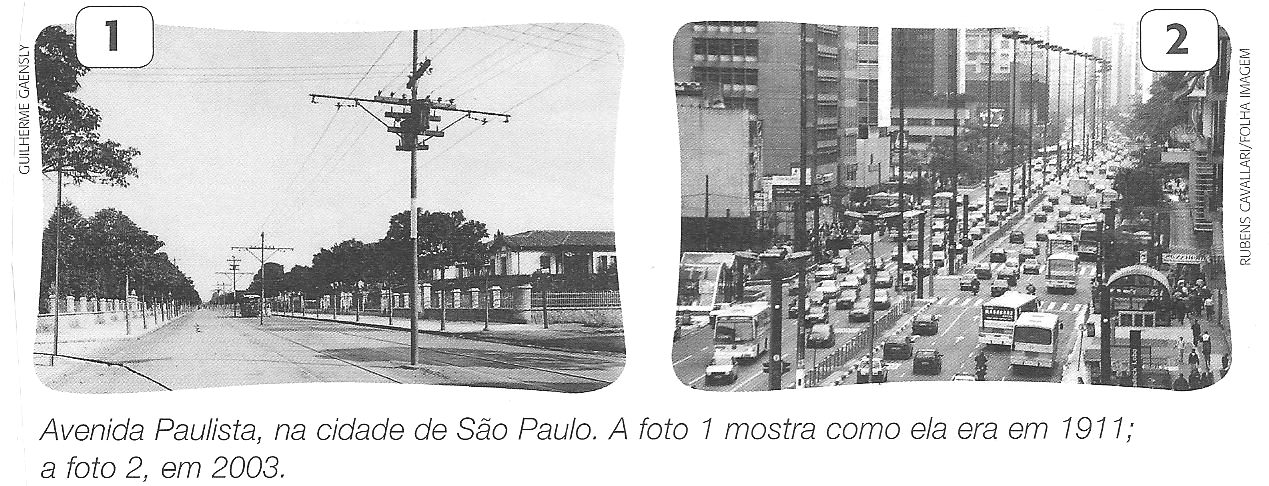 1
2
GUILHERME GAENSLY
RUBENS CAVALLARI/FOLHA IMAGEM
Avenida Paulista, na cidade de São Paulo. A foto 1 mostra como ela era em 1911;
a foto 2, em 2003.